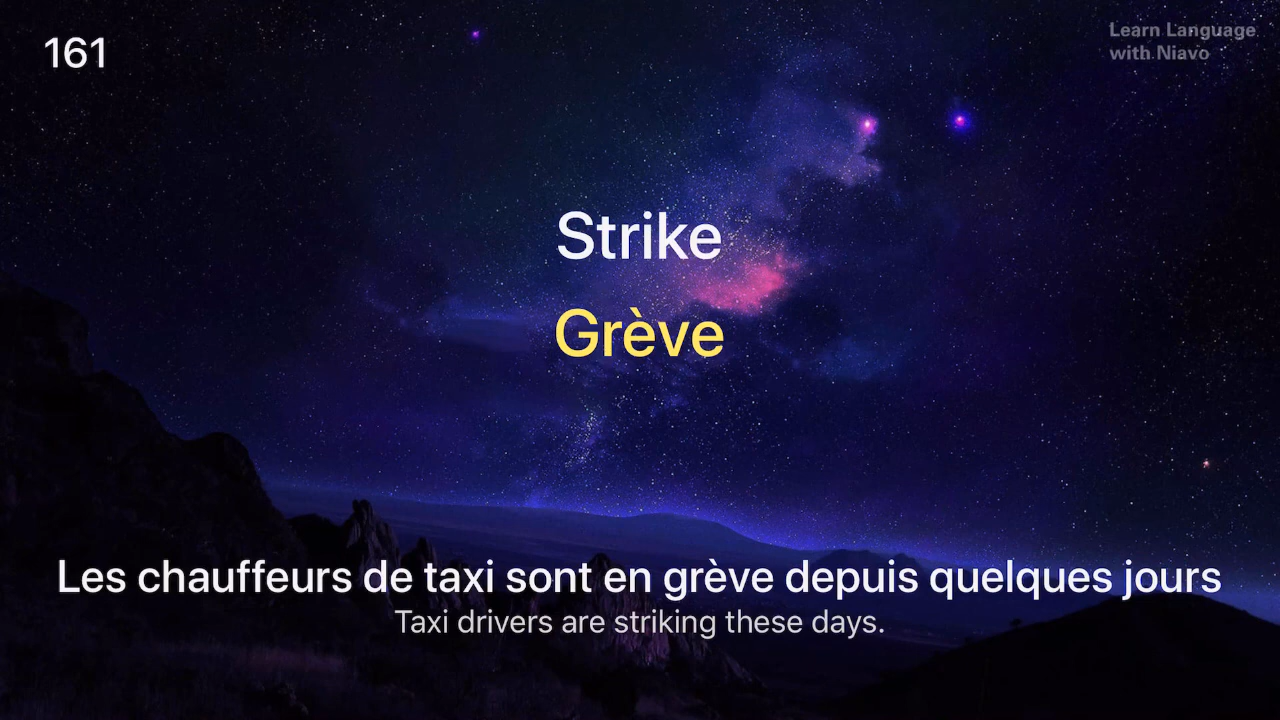 161
Learn Language
with Niavo
Strike
Grève
Les chauffeurs de taxi sont en grève depuis quelques jours
Taxi drivers are striking these days.